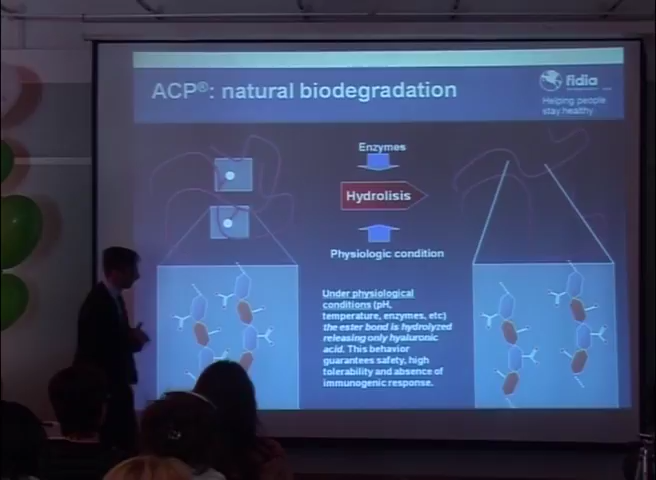 ACP®: natural biodegradation
fidia
Helping people
stay healthy
Enzymes
Hydrolisis
Physiologic condition
Under physiological
conditions (pH,
temperature, enzymes, etc)
the ester bond is hydrolyzed
releasing only hyaluronic
acid. This behavior
guarantees safety, high
tolerability and absence of
immunogenic response.